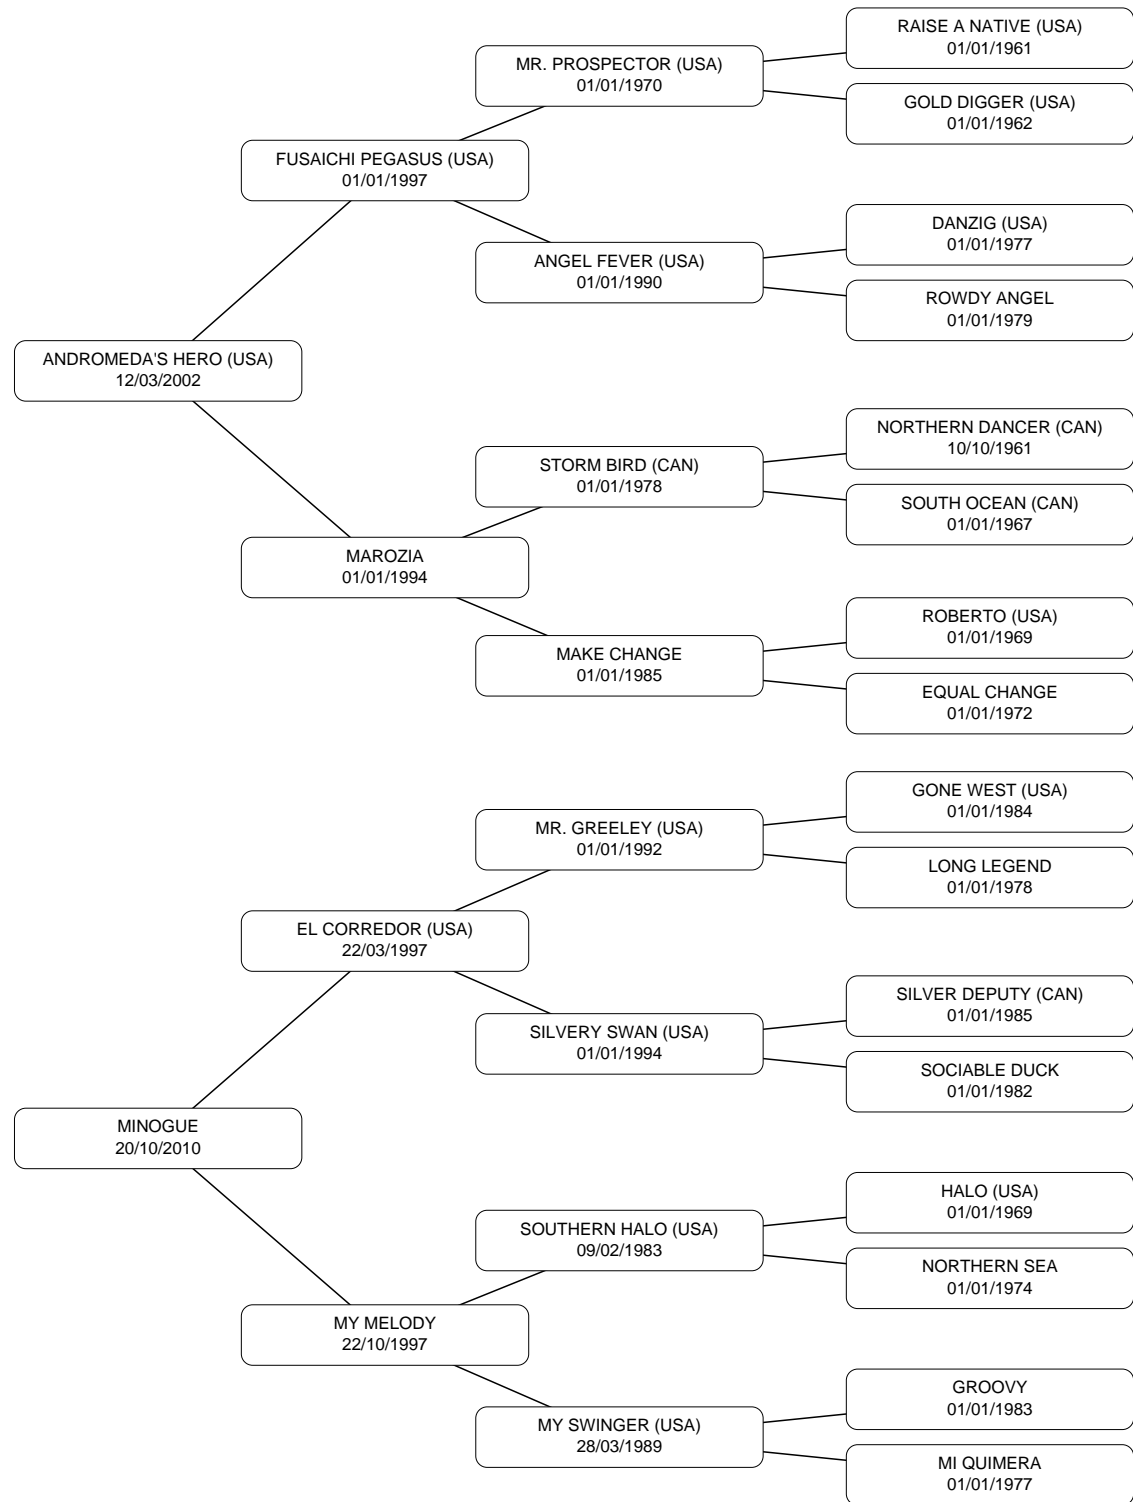 RAISE A NATIVE (USA)
01/01/1961
MR. PROSPECTOR (USA)
01/01/1970
GOLD DIGGER (USA)
01/01/1962
FUSAICHI PEGASUS (USA)
01/01/1997
DANZIG (USA)
01/01/1977
ANGEL FEVER (USA)
01/01/1990
ROWDY ANGEL
01/01/1979
ANDROMEDA'S HERO (USA)
12/03/2002
NORTHERN DANCER (CAN)
10/10/1961
STORM BIRD (CAN)
01/01/1978
SOUTH OCEAN (CAN)
01/01/1967
MAROZIA
01/01/1994
ROBERTO (USA)
01/01/1969
MAKE CHANGE
01/01/1985
EQUAL CHANGE
01/01/1972
GONE WEST (USA)
01/01/1984
MR. GREELEY (USA)
01/01/1992
LONG LEGEND
01/01/1978
EL CORREDOR (USA)
22/03/1997
SILVER DEPUTY (CAN)
01/01/1985
SILVERY SWAN (USA)
01/01/1994
SOCIABLE DUCK
01/01/1982
MINOGUE
20/10/2010
HALO (USA)
01/01/1969
SOUTHERN HALO (USA)
09/02/1983
NORTHERN SEA
01/01/1974
MY MELODY
22/10/1997
GROOVY
01/01/1983
MY SWINGER (USA)
28/03/1989
MI QUIMERA
01/01/1977